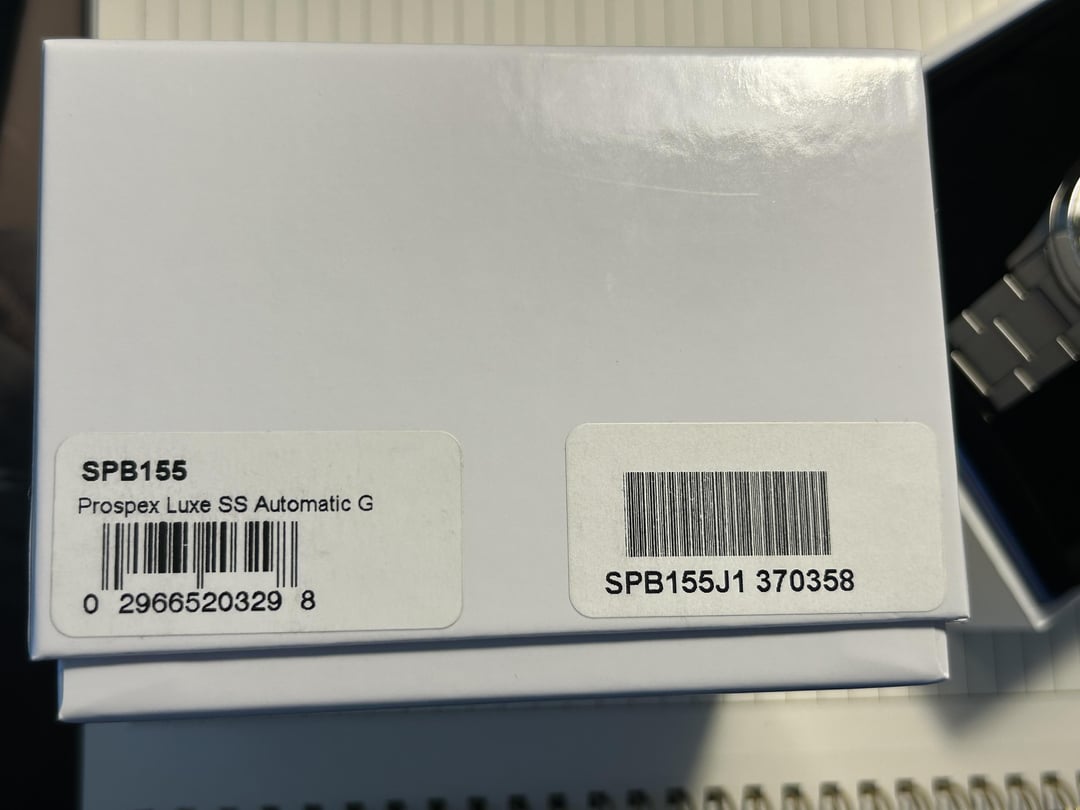 SPB155
Prospex Luxe SS Automatic G
0 2966520329 8
SPB155J1 370358